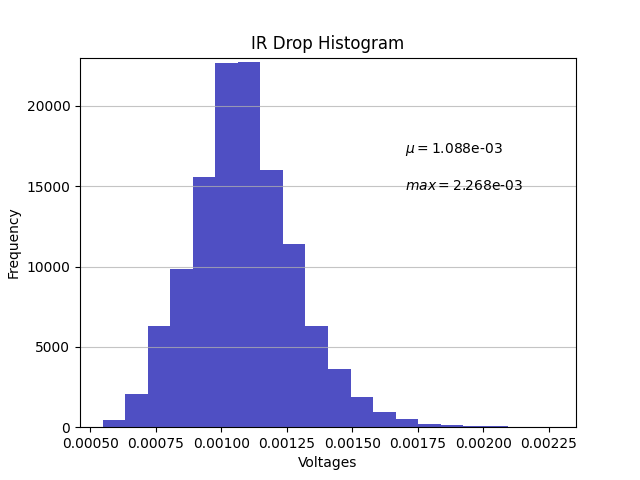 IR Drop Histogram
20000
15000
10000
5000
0
Frequency
μ = 1.088e-03
max = 2.268e-03
0.00050 0.00075 0.00100 0.00125 0.00150 0.00175 0.00200 0.00225
Voltages